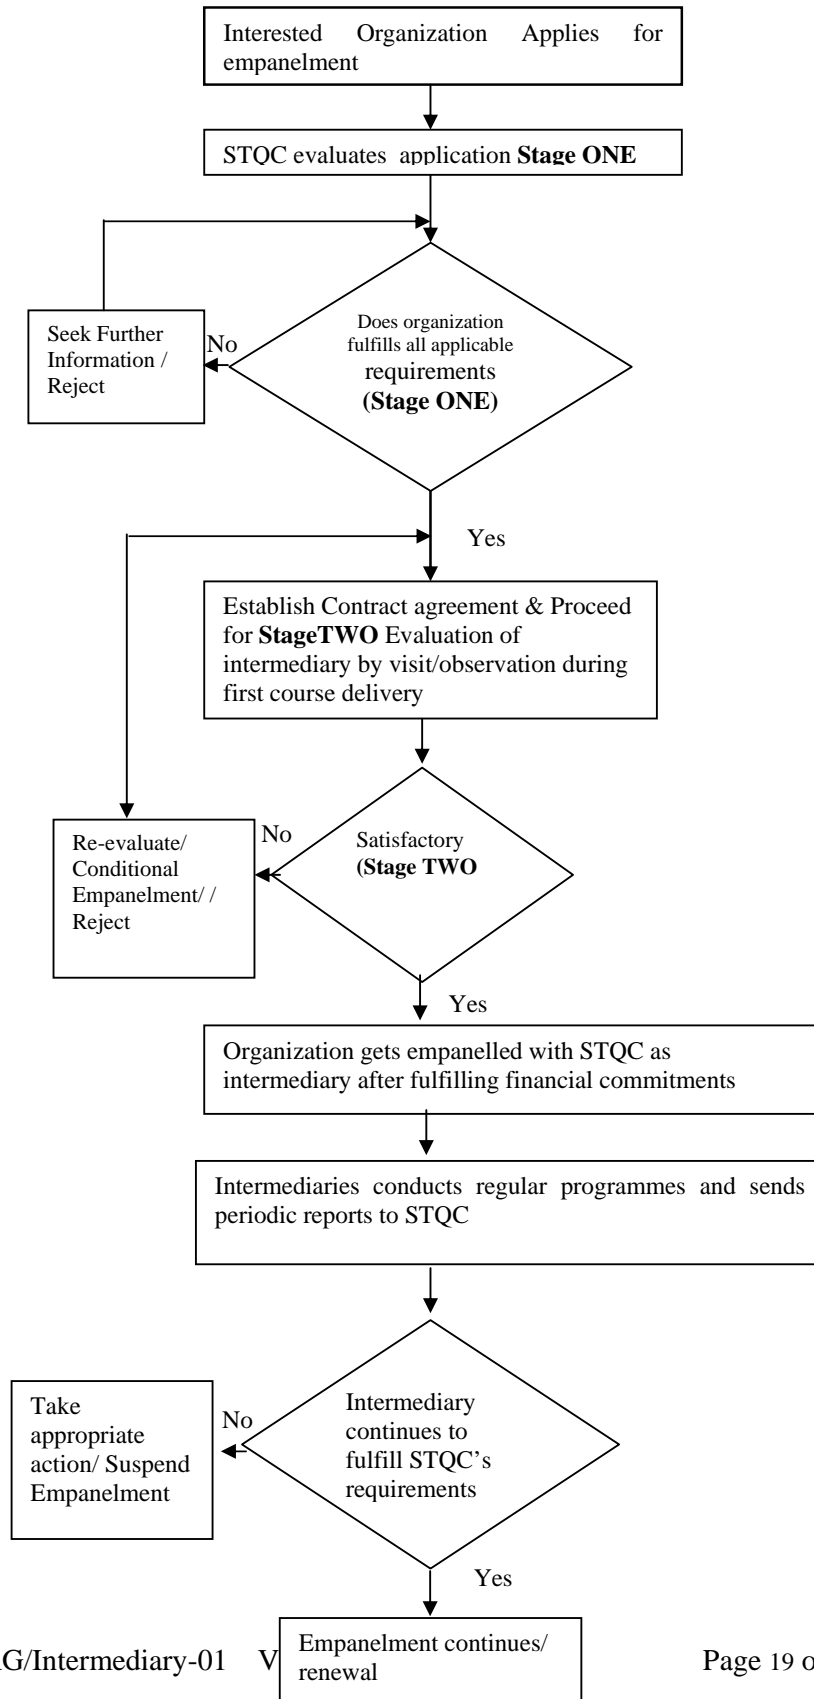 Interested Organization Applies for
empanelment
STQC evaluates application Stage ONE
Does organization
fulfills all applicable
requirements
(Stage ONE)
No
Seek Further
Information /
Reject
Yes
Establish Contract agreement & Proceed
for StageTWO Evaluation of
intermediary by visit/observation during
first course delivery
Satisfactory
(Stage TWO
No
Re-evaluate/
Conditional
Empanelment/ /
Reject
Yes
Organization gets empanelled with STQC as
intermediary after fulfilling financial commitments
Intermediaries conducts regular programmes and sends
periodic reports to STQC
Intermediary
continues to
fulfill STQC’s
requirements
No
Take
appropriate
action/ Suspend
Empanelment
Yes
Empanelment continues/
renewal
G/Intermediary-01 V Page 19 o